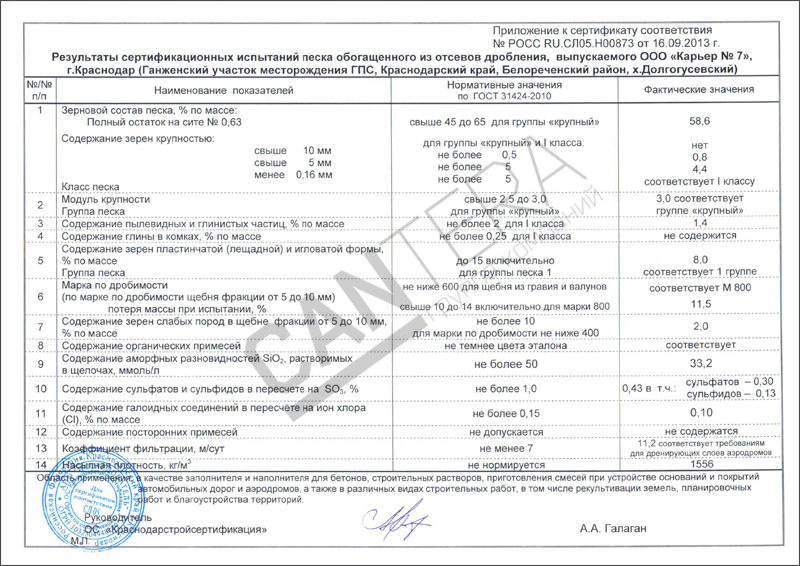 Приложение к сертификату соответствия
№ РОСС RU.СЛ05.Н00873 от 16.09.2013 г.
Результаты сертификационных испытаний песка обогащенного из отсевов дробления, выпускаемого ООО «Карьер № 7»,
г.Краснодар (Ганженский участок месторождения ГПС, Краснодарский край, Белореченский район, х.Долгогусевский)
№/№ п/п Наименование показателей Нормативные значения по ГОСТ 31424-2010 Фактические значения
1 Зерновой состав песка, % по массе:
Полный остаток на сите № 0,63 свыше 45 до 65 для группы «крупный» 58,6
Содержание зерен крупностью: для группы «крупный» и I класса:
свыше 10 мм не более 0,5 нет
свыше 5 мм не более 5 0,8
менее 0,16 мм не более 5 4,4
Класс песка соответствует I классу
2 Модуль крупности свыше 2,5 до 3,0 3,0 соответствует
Группа песка для группы «крупный» группе «крупный»
3 Содержание пылевидных и глинистых частиц, % по массе не более 2 для I класса 1,4
4 Содержание глины в комках, % по массе не более 0,25 для I класса не содержится
5 Содержание зерен пластинчатой (лещадной) и игловатой формы,
% по массе до 15 включительно 8,0
Группа песка для группы песка 1 соответствует 1 группе
6 Марка по дробимости не ниже 600 для щебня из гравия и валунов соответствует М 800
(по марке по дробимости щебня фракции от 5 до 10 мм)
потеря массы при испытании, % свыше 10 до 14 включительно для марки 800 11,5
7 Содержание зерен слабых пород в щебне фракции от 5 до 10 мм, не более 10 2,0
% по массе для марки по дробимости не ниже 400
8 Содержание органических примесей не темнее цвета эталона соответствует
9 Содержание аморфных разновидностей SiO₂, растворимых
в щелочах, ммоль/л не более 50 33,2
10 Содержание сульфатов и сульфидов в пересчете на SO₃, % не более 1,0 0,43 в т.ч.: сульфатов – 0,30
сульфидов – 0,13
11 Содержание галоидных соединений в пересчёте на ион хлора
(Cl), % по массе не более 0,15 0,10
12 Содержание посторонних примесей не допускается не содержатся
13 Коэффициент фильтрации, м/сут не менее 7 11,2 соответствует требованиям
для дренирующих слоев аэродромов
14 Насыпная плотность, кг/м³ не нормируется 1556
Область применения: в качестве заполнителя и наполнителя для бетонов, строительных растворов, приготовления смесей при устройстве оснований и покрытий
автомобильных дорог и аэродромов, а также в различных видах строительных работ, в том числе рекультивации земель, планировочных
работ и благоустройства территорий.
Руководитель
ОС «Краснодарстройсертификация» А.А. Галаган
М.П.
CANTERA
ГРУППА КОМПАНИЙ
Для
сертификатов
соответствия
СЛ05